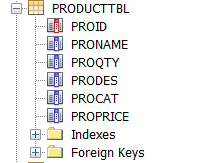 PRODUCTTBL
PROID
PRONAME
PROQTY
PRODES
PROCAT
PROPRICE
Indexes
Foreign Keys